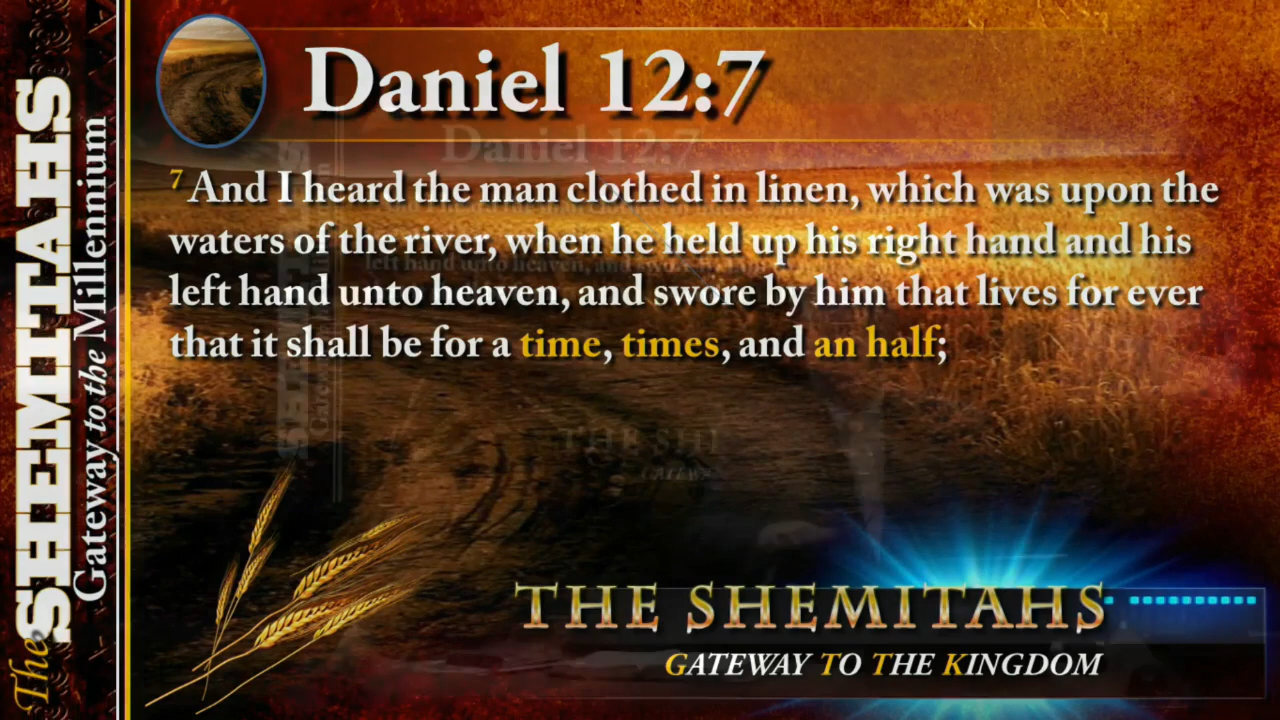 The SHEMITAHS
Gateway to the Millennium
Daniel 12:7
Daniel 12:7
7 And I heard the man clothed in linen, which was upon the
waters of the river, when he held up his right hand and his
left hand unto heaven, and swore by him that lives for ever
that it shall be for a time, times, and an half;
THE SHEMITAHS
GATEWAY TO THE KINGDOM